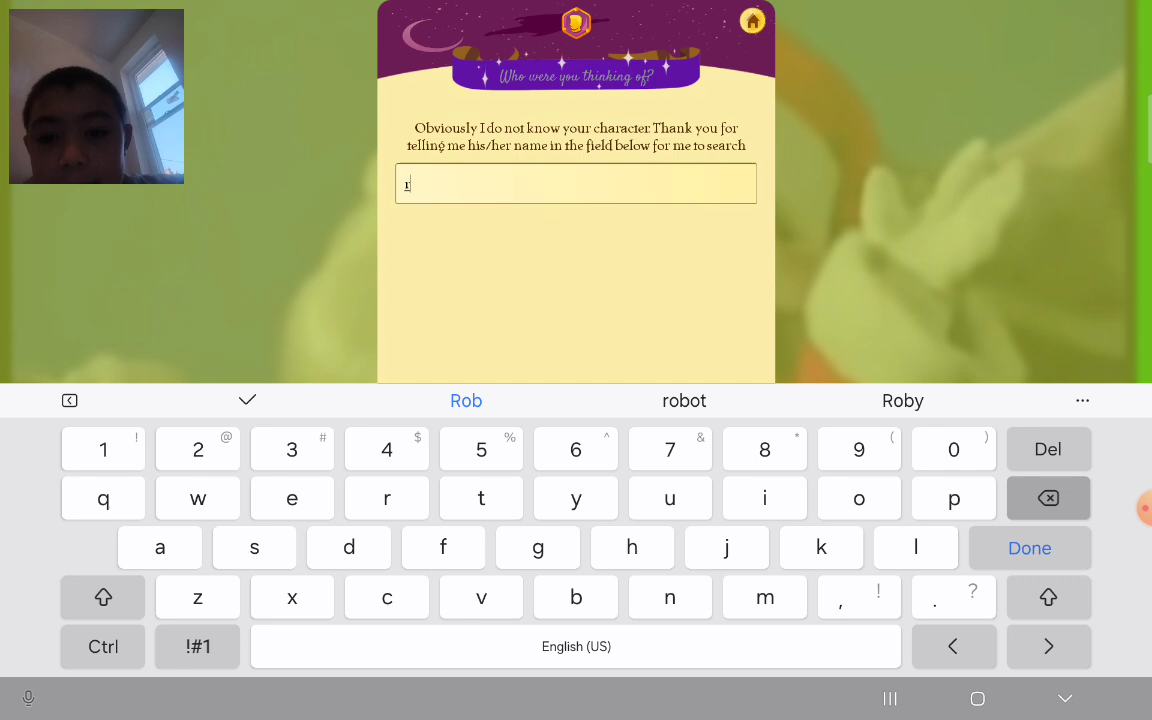 Who were you thinking of?
Obviously I do not know your character. Thank you for
telling me his/her name in the field below for me to search
r
Rob robot Roby ...
1 ! 2 @ 3 # 4 $ 5 % 6 ^ 7 & 8 * 9 ( 0 ) Del
q w e r t y u i o p
a s d f g h j k l Done
z x c v b n m , ! . ?
Ctrl !#1 English (US) < >